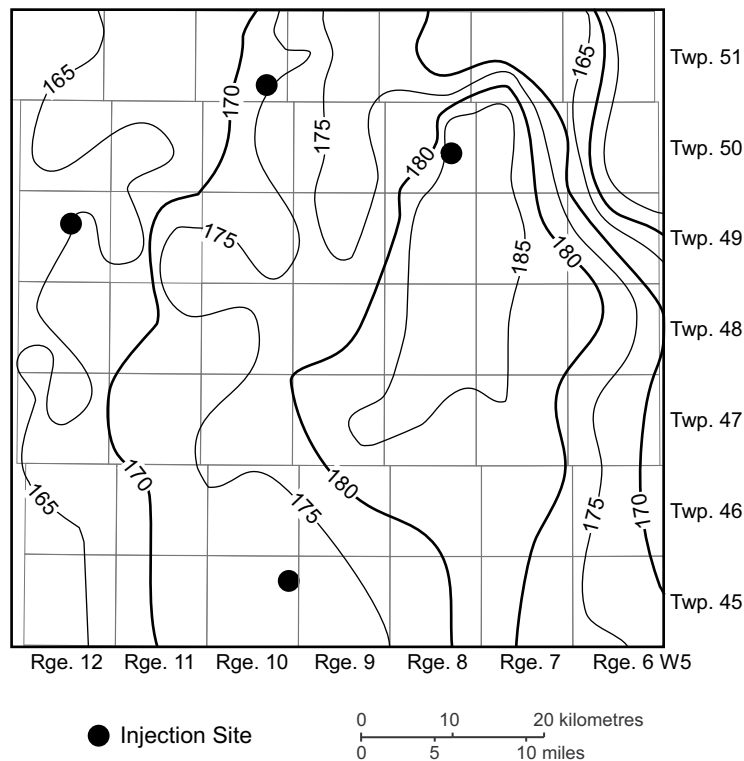 165
165
Twp. 51
170
175
Twp. 50
180
175
185
180
Twp. 49
Twp. 48
Twp. 47
170
165
180
175
175
170
Twp. 46
Twp. 45
Rge. 12 Rge. 11 Rge. 10 Rge. 9 Rge. 8 Rge. 7 Rge. 6 W5
Injection Site
0 10 20 kilometres
0 5 10 miles